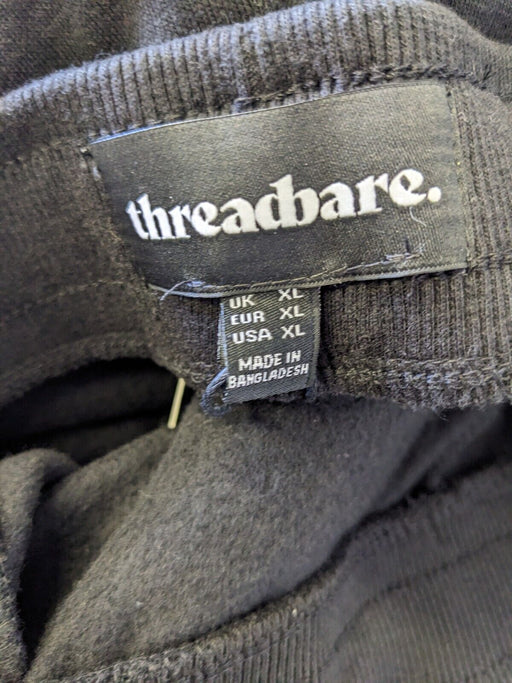 threadbare.
UK XL
EUR XL
USA XL
MADE IN
BANGLADESH